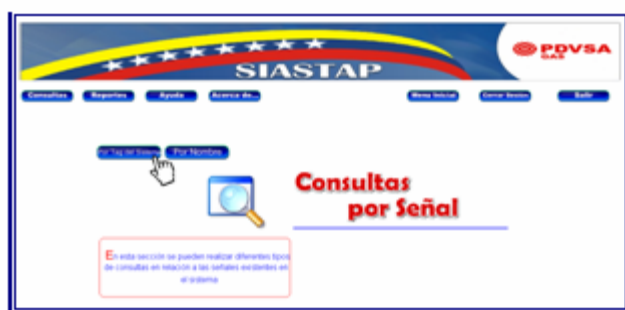 PDVSA
GAS
SIASTAP
Consultas Reportes Ayuda Acerca de... Menu Inicial Cerrar Sesión Salir
Por Tag del Sistema Por Nombre
Consultas
por Señal
En esta sección se pueden realizar diferentes tipos
de consultas en relación a las señales existentes en
el sistema